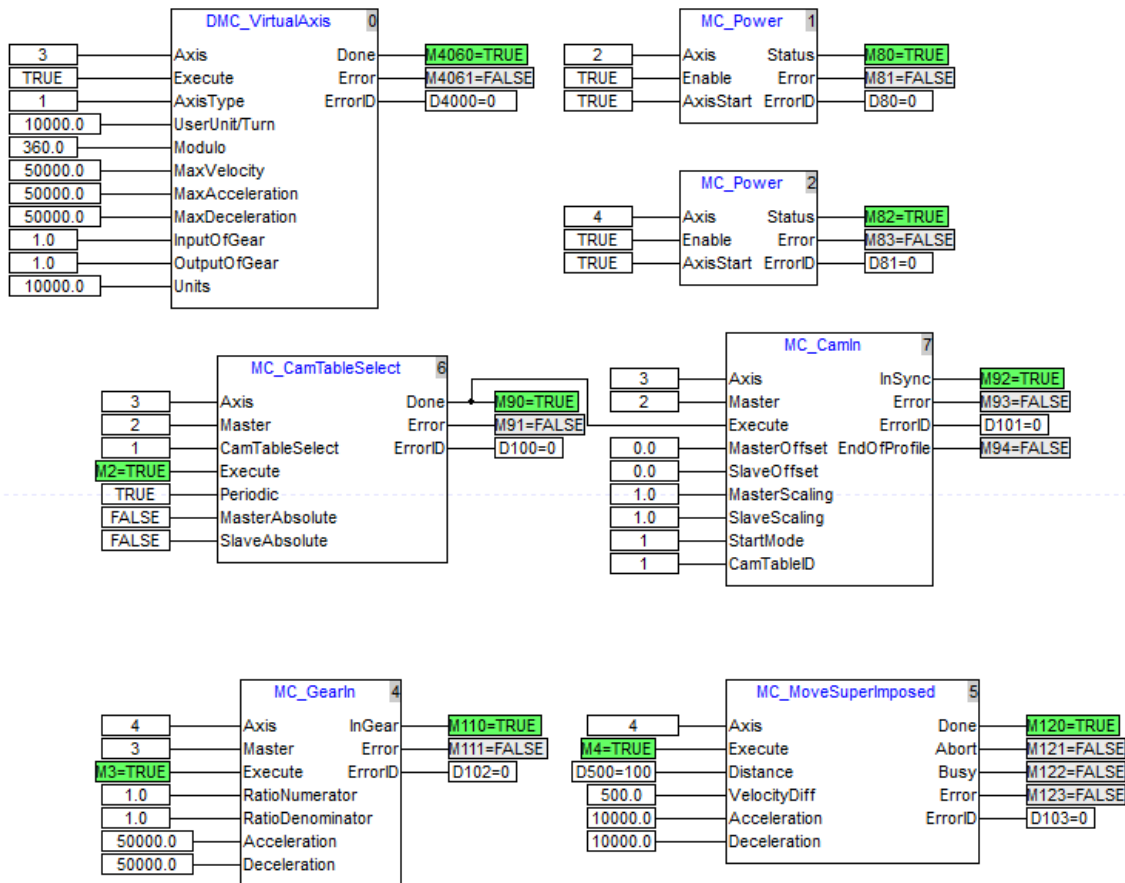 DMC_VirtualAxis 0
3 Axis Done M4060=TRUE
TRUE Execute Error M4061=FALSE
1 AxisType ErrorID D4000=0
10000.0 UserUnit/Turn
360.0 Modulo
50000.0 MaxVelocity
50000.0 MaxAcceleration
50000.0 MaxDeceleration
1.0 InputOfGear
1.0 OutputOfGear
10000.0 Units
MC_Power 1
2 Axis Status M80=TRUE
TRUE Enable Error M81=FALSE
TRUE AxisStart ErrorID D80=0
MC_Power 2
4 Axis Status M82=TRUE
TRUE Enable Error M83=FALSE
TRUE AxisStart ErrorID D81=0
MC_CamTableSelect 6
3 Axis Done M90=TRUE
2 Master Error M91=FALSE
1 CamTableSelect ErrorID D100=0
M2=TRUE Execute
TRUE Periodic
FALSE MasterAbsolute
FALSE SlaveAbsolute
MC_CamIn 7
3 Axis InSync M92=TRUE
2 Master Error M93=FALSE
Execute ErrorID D101=0
0.0 MasterOffset EndOfProfile M94=FALSE
0.0 SlaveOffset
1.0 MasterScaling
1.0 SlaveScaling
1 StartMode
1 CamTableID
MC_GearIn 4
4 Axis InGear M110=TRUE
3 Master Error M111=FALSE
M3=TRUE Execute ErrorID D102=0
1.0 RatioNumerator
1.0 RatioDenominator
50000.0 Acceleration
50000.0 Deceleration
MC_MoveSuperImposed 5
4 Axis Done M120=TRUE
M4=TRUE Execute Abort M121=FALSE
D500=100 Distance Busy M122=FALSE
500.0 VelocityDiff Error M123=FALSE
10000.0 Acceleration ErrorID D103=0
10000.0 Deceleration